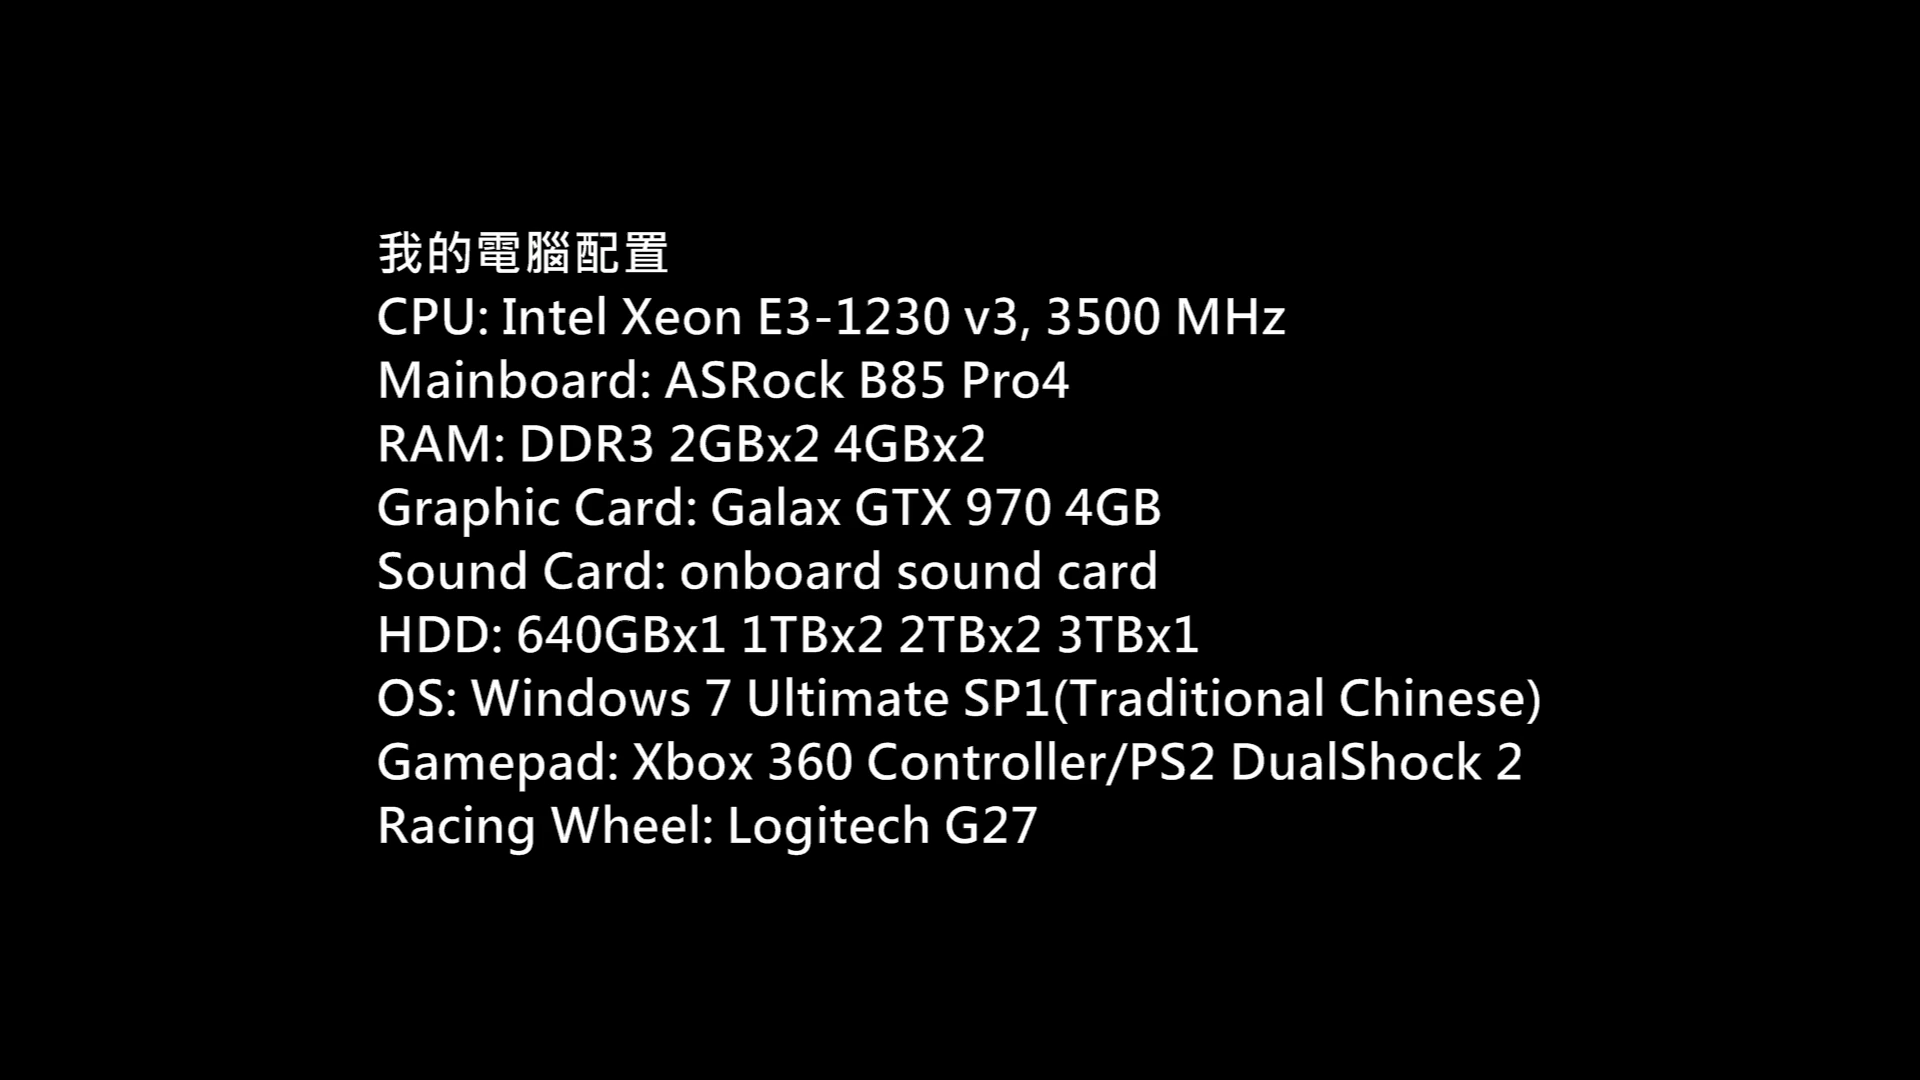 我的電腦配置
CPU: Intel Xeon E3-1230 v3, 3500 MHz
Mainboard: ASRock B85 Pro4
RAM: DDR3 2GBx2 4GBx2
Graphic Card: Galax GTX 970 4GB
Sound Card: onboard sound card
HDD: 640GBx1 1TBx2 2TBx2 3TBx1
OS: Windows 7 Ultimate SP1(Traditional Chinese)
Gamepad: Xbox 360 Controller/PS2 DualShock 2
Racing Wheel: Logitech G27